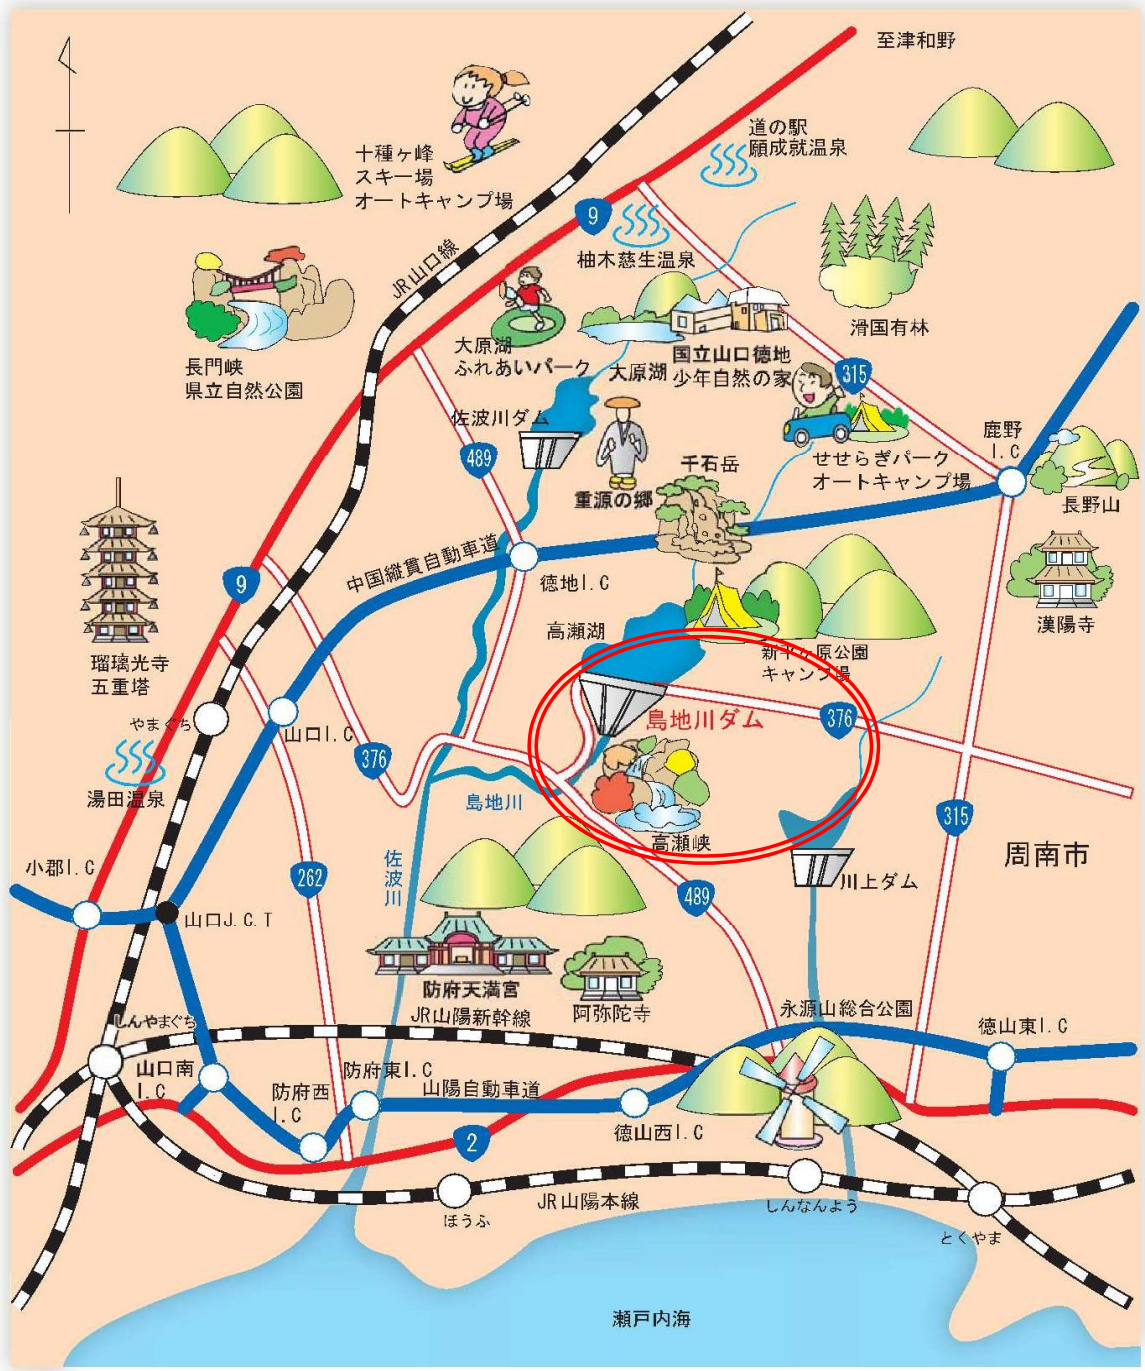 至津和野
道の駅
願成就温泉
十種ヶ峰
スキー場
オートキャンプ場
9
柚木慈生温泉
JR山口線
滑国有林
長門峡
県立自然公園
大原湖
ふれあいパーク
大原湖
国立山口徳地
少年自然の家
315
佐波川ダム
489
重源の郷
千石岳
せせらぎパーク
オートキャンプ場
鹿野
I.C
長野山
中国縦貫自動車道
徳地I.C
9
漢陽寺
高瀬湖
新平ヶ原公園
キャンプ場
瑠璃光寺
五重塔
やまぐち
山口I.C
376
島地川ダム
376
湯田温泉
島地川
315
高瀬峡
周南市
小郡I.C
佐波川
262
川上ダム
489
山口J.C.T
防府天満宮
阿弥陀寺
JR山陽新幹線
永源山総合公園
徳山東I.C
しんやまぐち
山口南
I.C
防府西
I.C
防府東I.C
山陽自動車道
徳山西I.C
2
JR山陽本線
ほうふ
しんなんよう
とくやま
瀬戸内海